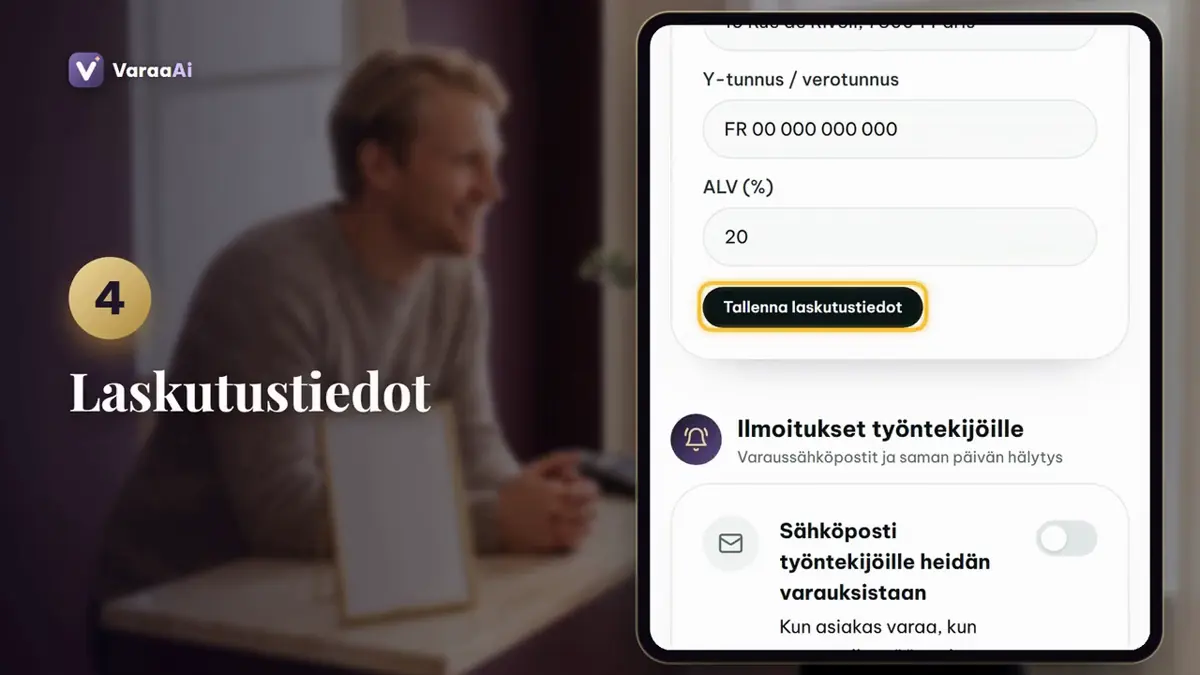 VaraaAi
4
Laskutustiedot
Y-tunnus / verotunnus
FR 00 000 000 000
ALV (%)
20
Tallenna laskutustiedot
Ilmoitukset työntekijöille
Varaussähköpostit ja saman päivän hälytys
Sähköposti
työntekijöille heidän
varauksistaan
Kun asiakas varaa, kun